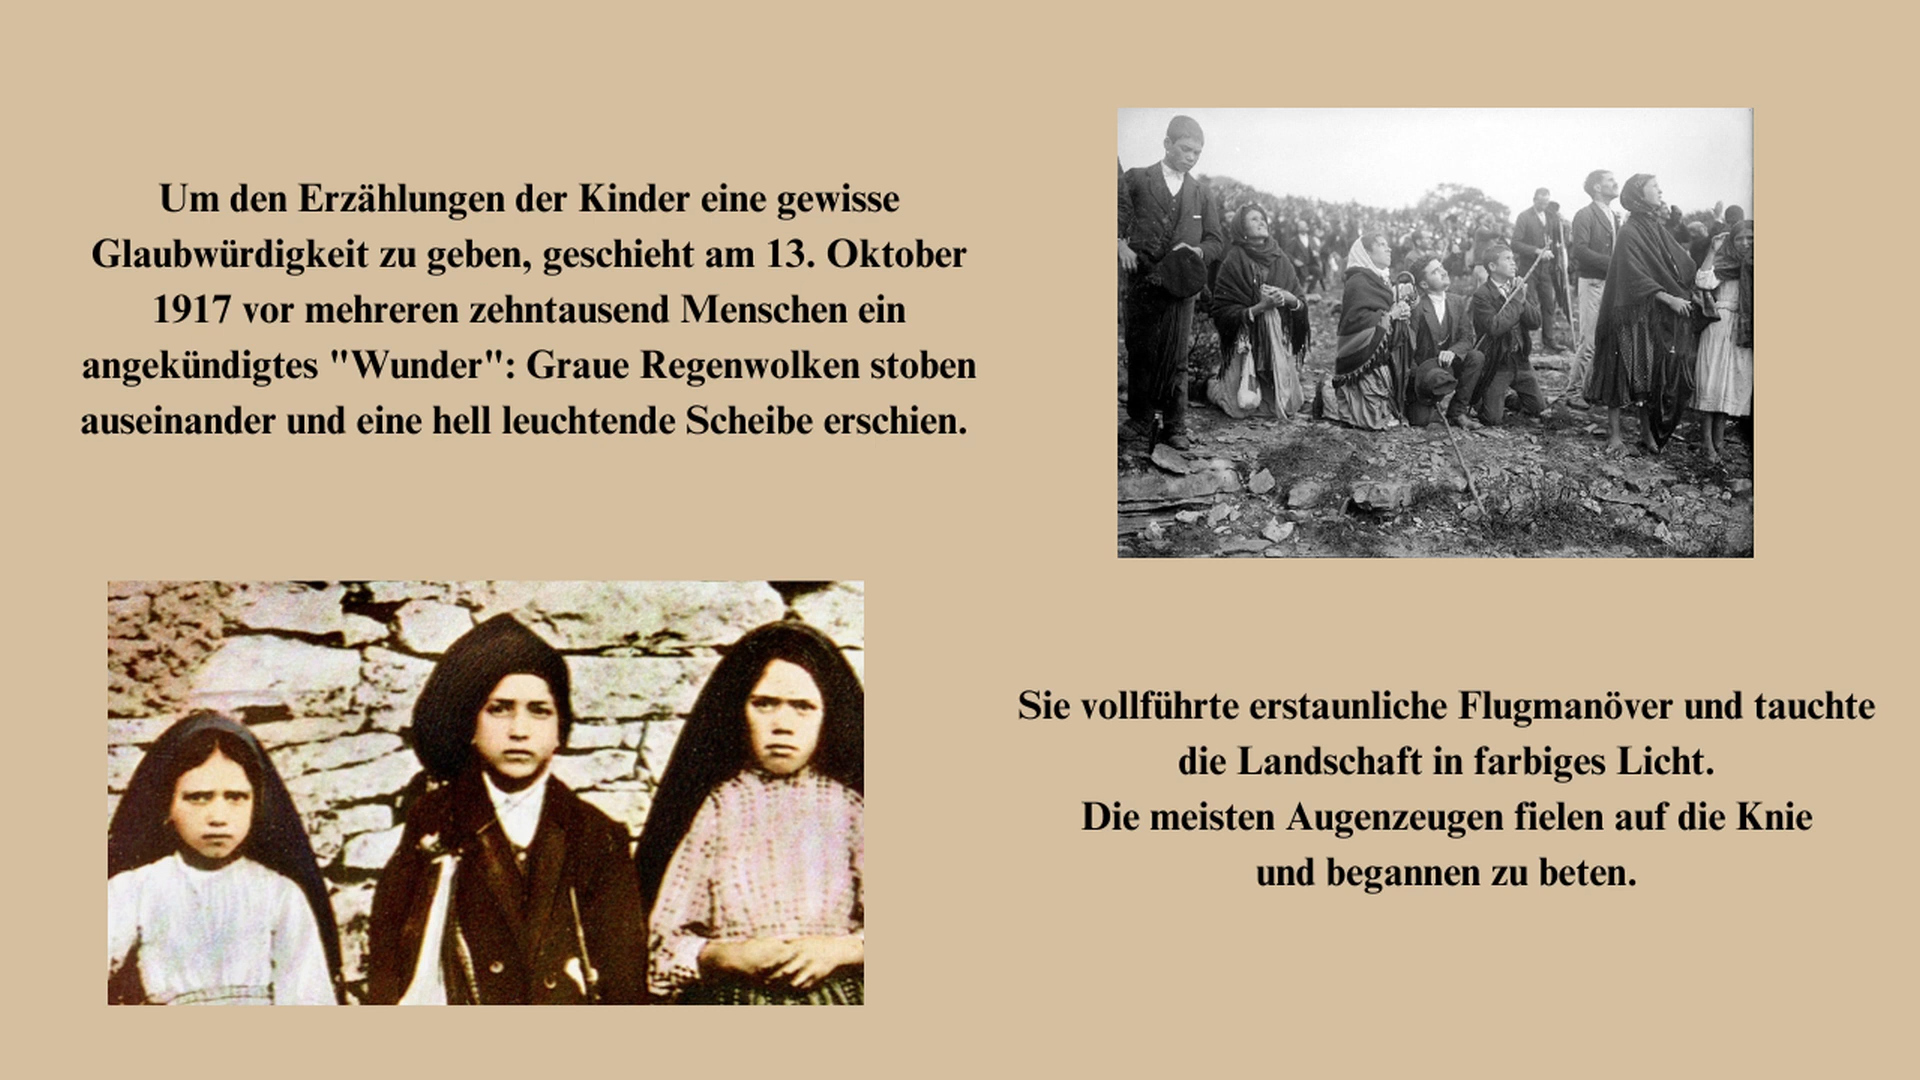 Um den Erzählungen der Kinder eine gewisse
Glaubwürdigkeit zu geben, geschieht am 13. Oktober
1917 vor mehreren zehntausend Menschen ein
angekündigtes "Wunder": Graue Regenwolken stoben
auseinander und eine hell leuchtende Scheibe erschien.
Sie vollführte erstaunliche Flugmanöver und tauchte
die Landschaft in farbiges Licht.
Die meisten Augenzeugen fielen auf die Knie
und begannen zu beten.